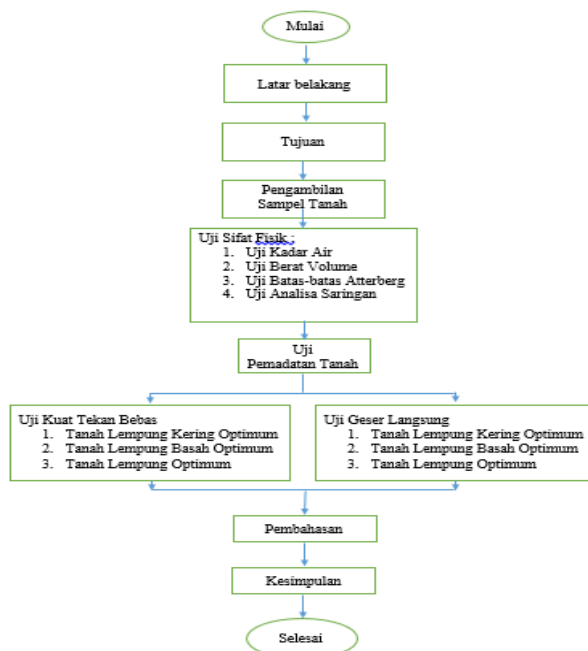 Mulai
Latar belakang
Tujuan
Pengambilan
Sampel Tanah
Uji Sifat Fisik :
1. Uji Kadar Air
2. Uji Berat Volume
3. Uji Batas-batas Atterberg
4. Uji Analisa Saringan
Uji
Pemadatan Tanah
Uji Kuat Tekan Bebas
1. Tanah Lempung Kering Optimum
2. Tanah Lempung Basah Optimum
3. Tanah Lempung Optimum
Uji Geser Langsung
1. Tanah Lempung Kering Optimum
2. Tanah Lempung Basah Optimum
3. Tanah Lempung Optimum
Pembahasan
Kesimpulan
Selesai